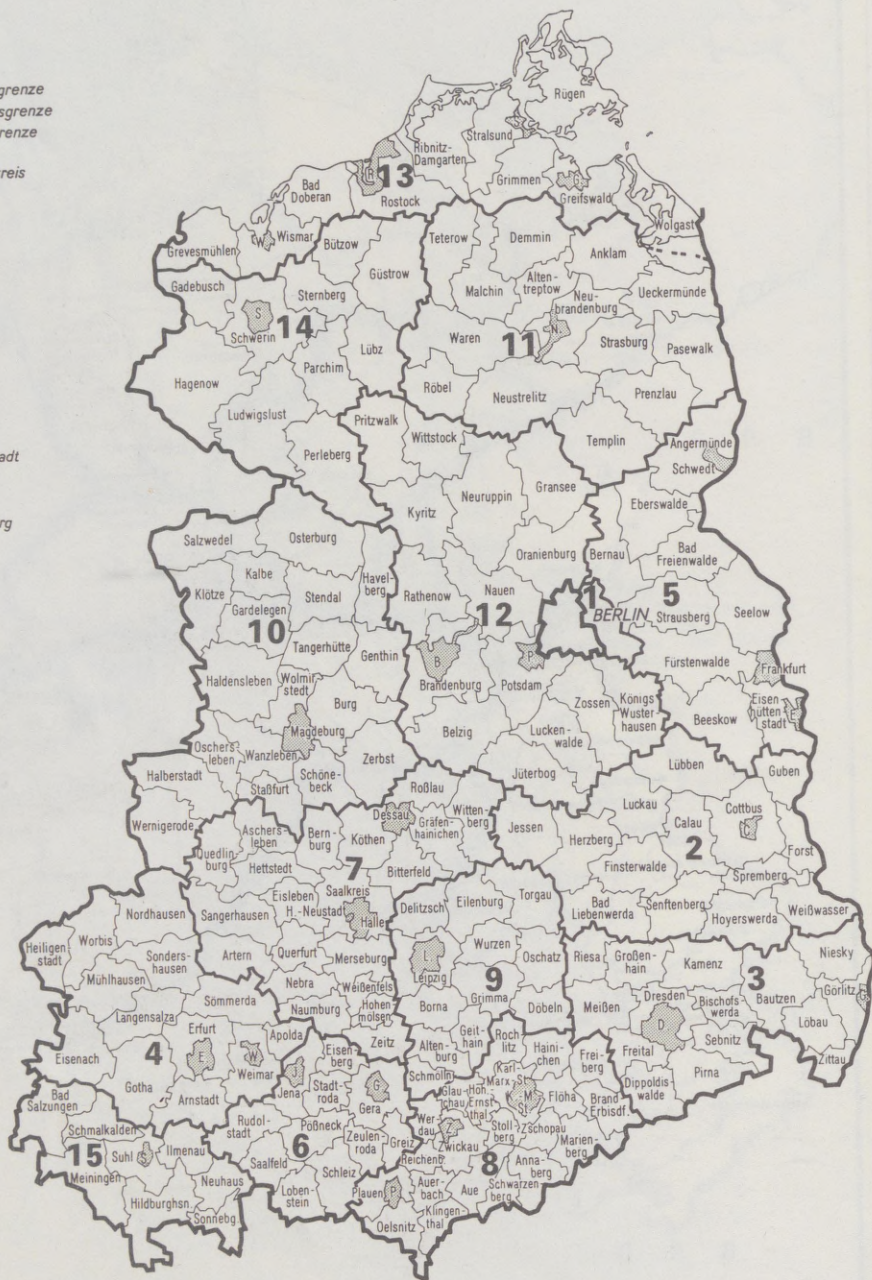 grenze
sgrenze
renze
reis
adt
rg
Rügen
Stralsund
Ribnitz-
Damgarten
R
13
Grimmen
G.
Greifswald
Bad
Doberan
Rostock
Wolgast
W
Wismar
Grevesmühlen
Bützow
Teterow
Demmin
Anklam
Güstrow
Gadebusch
Sternberg
Malchin
Alten-
treptow
Neu-
brandenburg
Ueckermünde
S
Schwerin
14
Waren
11
N.
Strasburg
Pasewalk
Lübz
Parchim
Hagenow
Röbel
Neustrelitz
Prenzlau
Ludwigslust
Pritzwalk
Wittstock
Templin
Angermünde
Schwedt
Perleberg
Gransee
Neuruppin
Eberswalde
Kyritz
Salzwedel
Osterburg
Oranienburg
Bernau
Bad
Freienwalde
Kalbe
Havel-
berg
Klötze
Stendal
Rathenow
Nauen
12
1
BERLIN
5
Strausberg
Seelow
Gardelegen
10
Tangerhütte
Genthin
Haldensleben
Wolmir-
stedt
B
Brandenburg
P
Potsdam
Fürstenwalde
Frankfurt
Burg
Zossen
Königs
Wuster-
hausen
Beeskow
Eisen-
hütten
stadt
E
Magdeburg
Belzig
Lucken-
walde
Oschers-
leben
Wanzleben
Zerbst
Jüterbog
Halberstadt
Schöne-
beck
Staßfurt
Lübben
Guben
Roßlau
Wernigerode
Luckau
Aschers-
leben
Bern-
burg
Köthen
Dessau
Gräfen-
hainichen
Witten-
berg
Jessen
Herzberg
Calau
Cottbus
C
2
Forst
Quedlin-
burg
Hettstedt
7
Bitterfeld
Finsterwalde
Spremberg
Eisleben
Saalkreis
Delitzsch
Eilenburg
Torgau
Bad
Liebenwerda
Senftenberg
Hoyerswerda
Weißwasser
Nordhausen
Sangerhausen
H.-Neustadt
Halle
Heiligen
stadt
Worbis
Wurzen
Sonders-
hausen
Artern
Querfurt
Merseburg
L
Leipzig
9
Oschatz
Riesa
Großen-
hain
Kamenz
3
Niesky
Mühlhausen
Nebra
Weißenfels
Grimma
Meißen
Dresden
D
Bischofs
werda
Bautzen
Görlitz
G.
Sömmerda
Naumburg
Hohen
mölsen
Borna
Döbeln
Löbau
Langensalza
Zeitz
Geit-
hain
Freital
Sebnitz
Erfurt
E
Apolda
Eisen-
berg
Alten-
burg
Roch
litz
Haini-
chen
Frei-
berg
Pirna
Zittau
4
W
Weimar
Eisenach
J
Jena
Stadt-
roda
G.
Gera
Schmölln
Karl
Marx
St.
K.-M.
St.
Dippoldis
walde
Gotha
Arnstadt
Glau-
chau
Hoh.-
Ernst-
thal
Flöha
Brand
Erbisdf.
Bad
Salzungen
Rudol-
stadt
Pößneck
Wer-
dau
Z
Zwickau
Stoll-
berg
Zschopau
Schmalkalden
6
Zeulen-
roda
Greiz
Marien-
berg
15
Suhl
S
Ilmenau
Saalfeld
Reichenb.
8
Anna-
berg
Meiningen
Schleiz
Neuhaus
Loben-
stein
Plauen
P
Auer-
bach
Aue
Schwarzen
berg
Hildburghsn.
Sonnebg.
Klingen-
thal
Oelsnitz